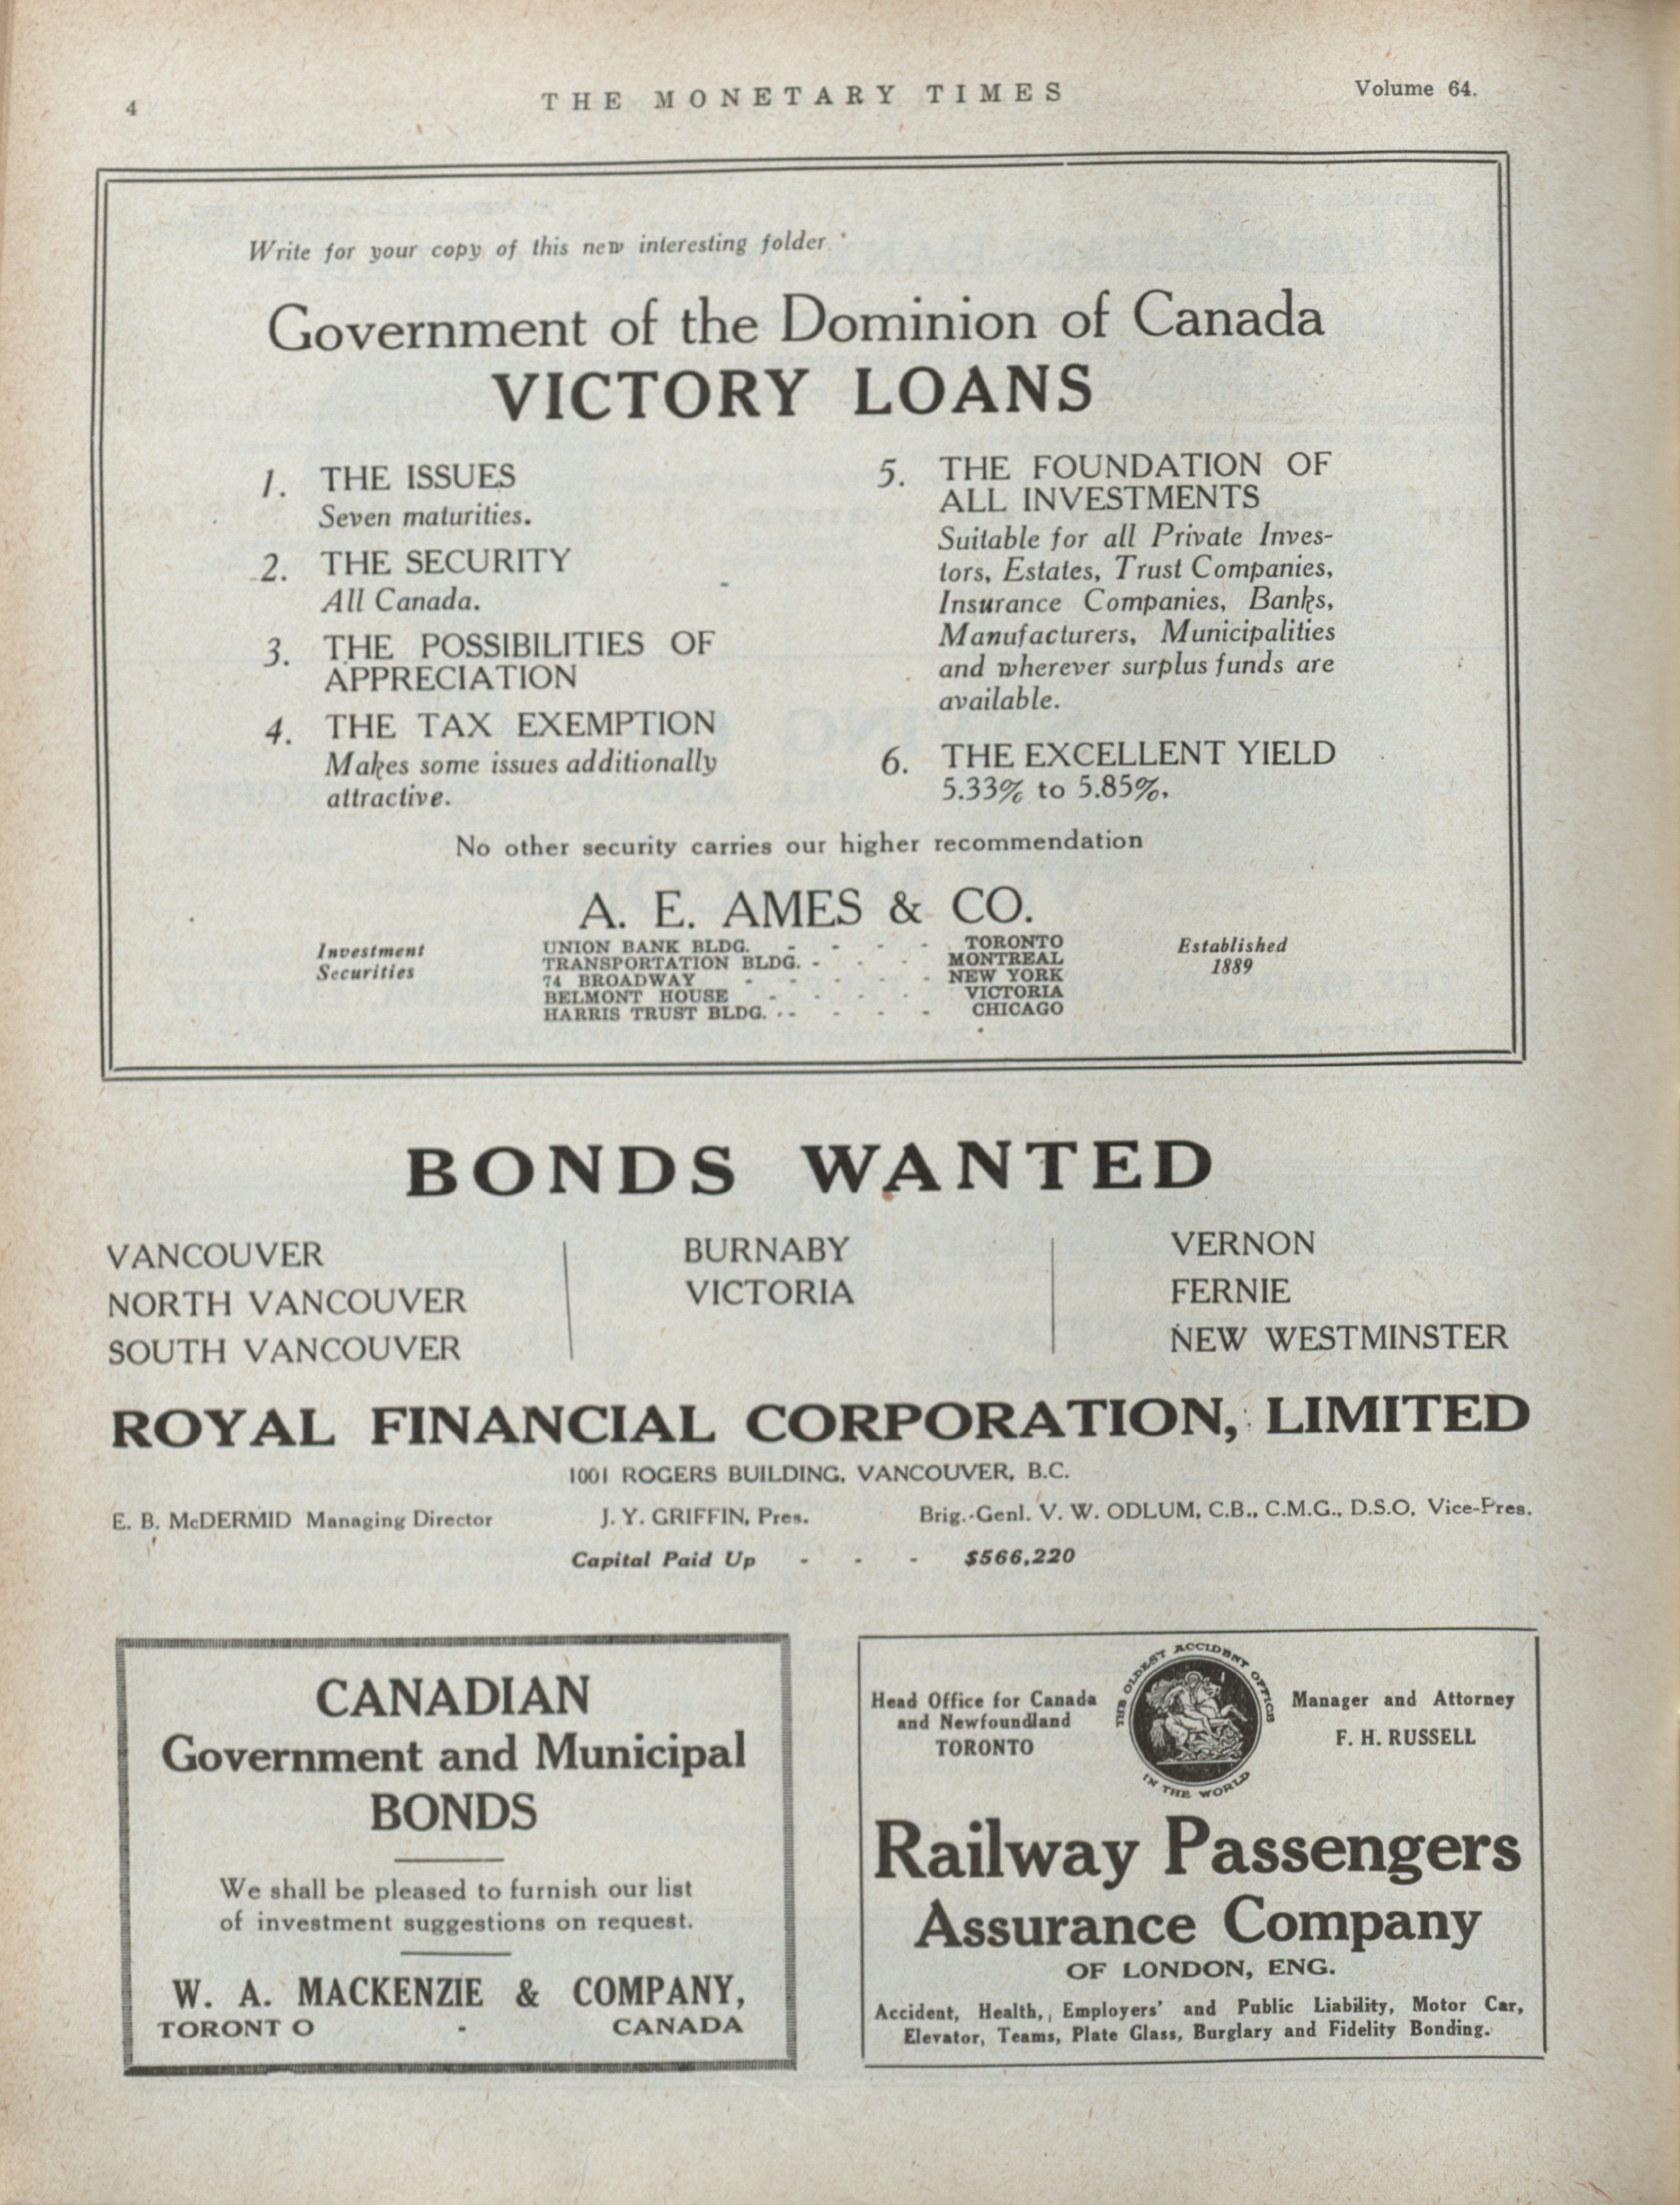 4
THE MONETARY TIMES
Volume 64.
Write for your copy of this new interesting folder
Government of the Dominion of Canada
VICTORY LOANS
1. THE ISSUES
Seven maturities.
2. THE SECURITY
All Canada.
3. THE POSSIBILITIES OF
APPRECIATION
4. THE TAX EXEMPTION
Makes some issues additionally
attractive.
5. THE FOUNDATION OF
ALL INVESTMENTS
Suitable for all Private Inves-
tors, Estates, Trust Companies,
Insurance Companies, Banks,
Manufacturers, Municipalities
and wherever surplus funds are
available.
6. THE EXCELLENT YIELD
5.33% to 5.85%.
No other security carries our higher recommendation
A. E. AMES & CO.
Investment
Securities
UNION BANK BLDG. - - - - TORONTO
TRANSPORTATION BLDG. - - - MONTREAL
74 BROADWAY - - - - - NEW YORK
BELMONT HOUSE - - - - VICTORIA
HARRIS TRUST BLDG. - - - - CHICAGO
Established
1889
BONDS WANTED
VANCOUVER
NORTH VANCOUVER
SOUTH VANCOUVER
BURNABY
VICTORIA
VERNON
FERNIE
NEW WESTMINSTER
ROYAL FINANCIAL CORPORATION, LIMITED
1001 ROGERS BUILDING, VANCOUVER, B.C.
E. B. McDERMID Managing Director J. Y. GRIFFIN, Pres. Brig.-Genl. V. W. ODLUM, C.B., C.M.G., D.S.O. Vice-Pres.
Capital Paid Up - - - $566,220
CANADIAN
Government and Municipal
BONDS
We shall be pleased to furnish our list
of investment suggestions on request.
W. A. MACKENZIE & COMPANY,
TORONTO - CANADA
Head Office for Canada
and Newfoundland
TORONTO
THE OLDEST ACCIDENT OFFICE
IN THE WORLD
Manager and Attorney
F. H. RUSSELL
Railway Passengers
Assurance Company
OF LONDON, ENG.
Accident, Health, Employers' and Public Liability, Motor Car,
Elevator, Teams, Plate Glass, Burglary and Fidelity Bonding.